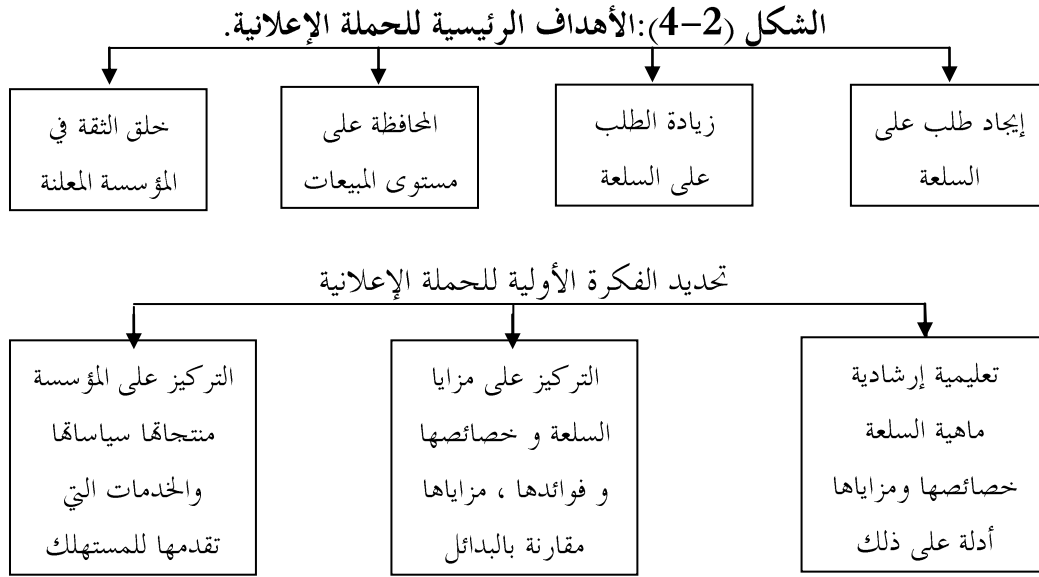 الشكل (2-4):الأهداف الرئيسية للحملة الإعلانية.
إيجاد طلب على
السلعة
زيادة الطلب
على السلعة
المحافظة على
مستوى المبيعات
خلق الثقة في
المؤسسة المعلنة
تحديد الفكرة الأولية للحملة الإعلانية
تعليمية إرشادية
ماهية السلعة
خصائصها ومزاياها
أدلة على ذلك
التركيز على مزايا
السلعة و خصائصها
و فوائدها ، مزاياها
مقارنة بالبدائل
التركيز على المؤسسة
منتجاتها سياساتها
والخدمات التي
تقدمها للمستهلك